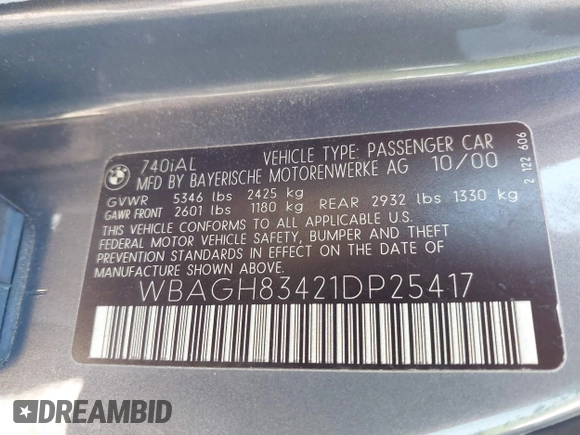 BMW
740iAL VEHICLE TYPE: PASSENGER CAR
MFD BY BAYERISCHE MOTORENWERKE AG 10/00
GVWR 5346 lbs 2425 kg
GAWR FRONT 2601 lbs 1180 kg REAR 2932 lbs 1330 kg
THIS VEHICLE CONFORMS TO ALL APPLICABLE
FEDERAL MOTOR VEHICLE SAFETY, BUMPER AND THEFT
PREVENTION STANDARDS IN EFFECT ON THE DATE OF
MANUFACTURE SHOWN ABOVE.
WBAGH83421DP25417
2 122 606
DREAMBID